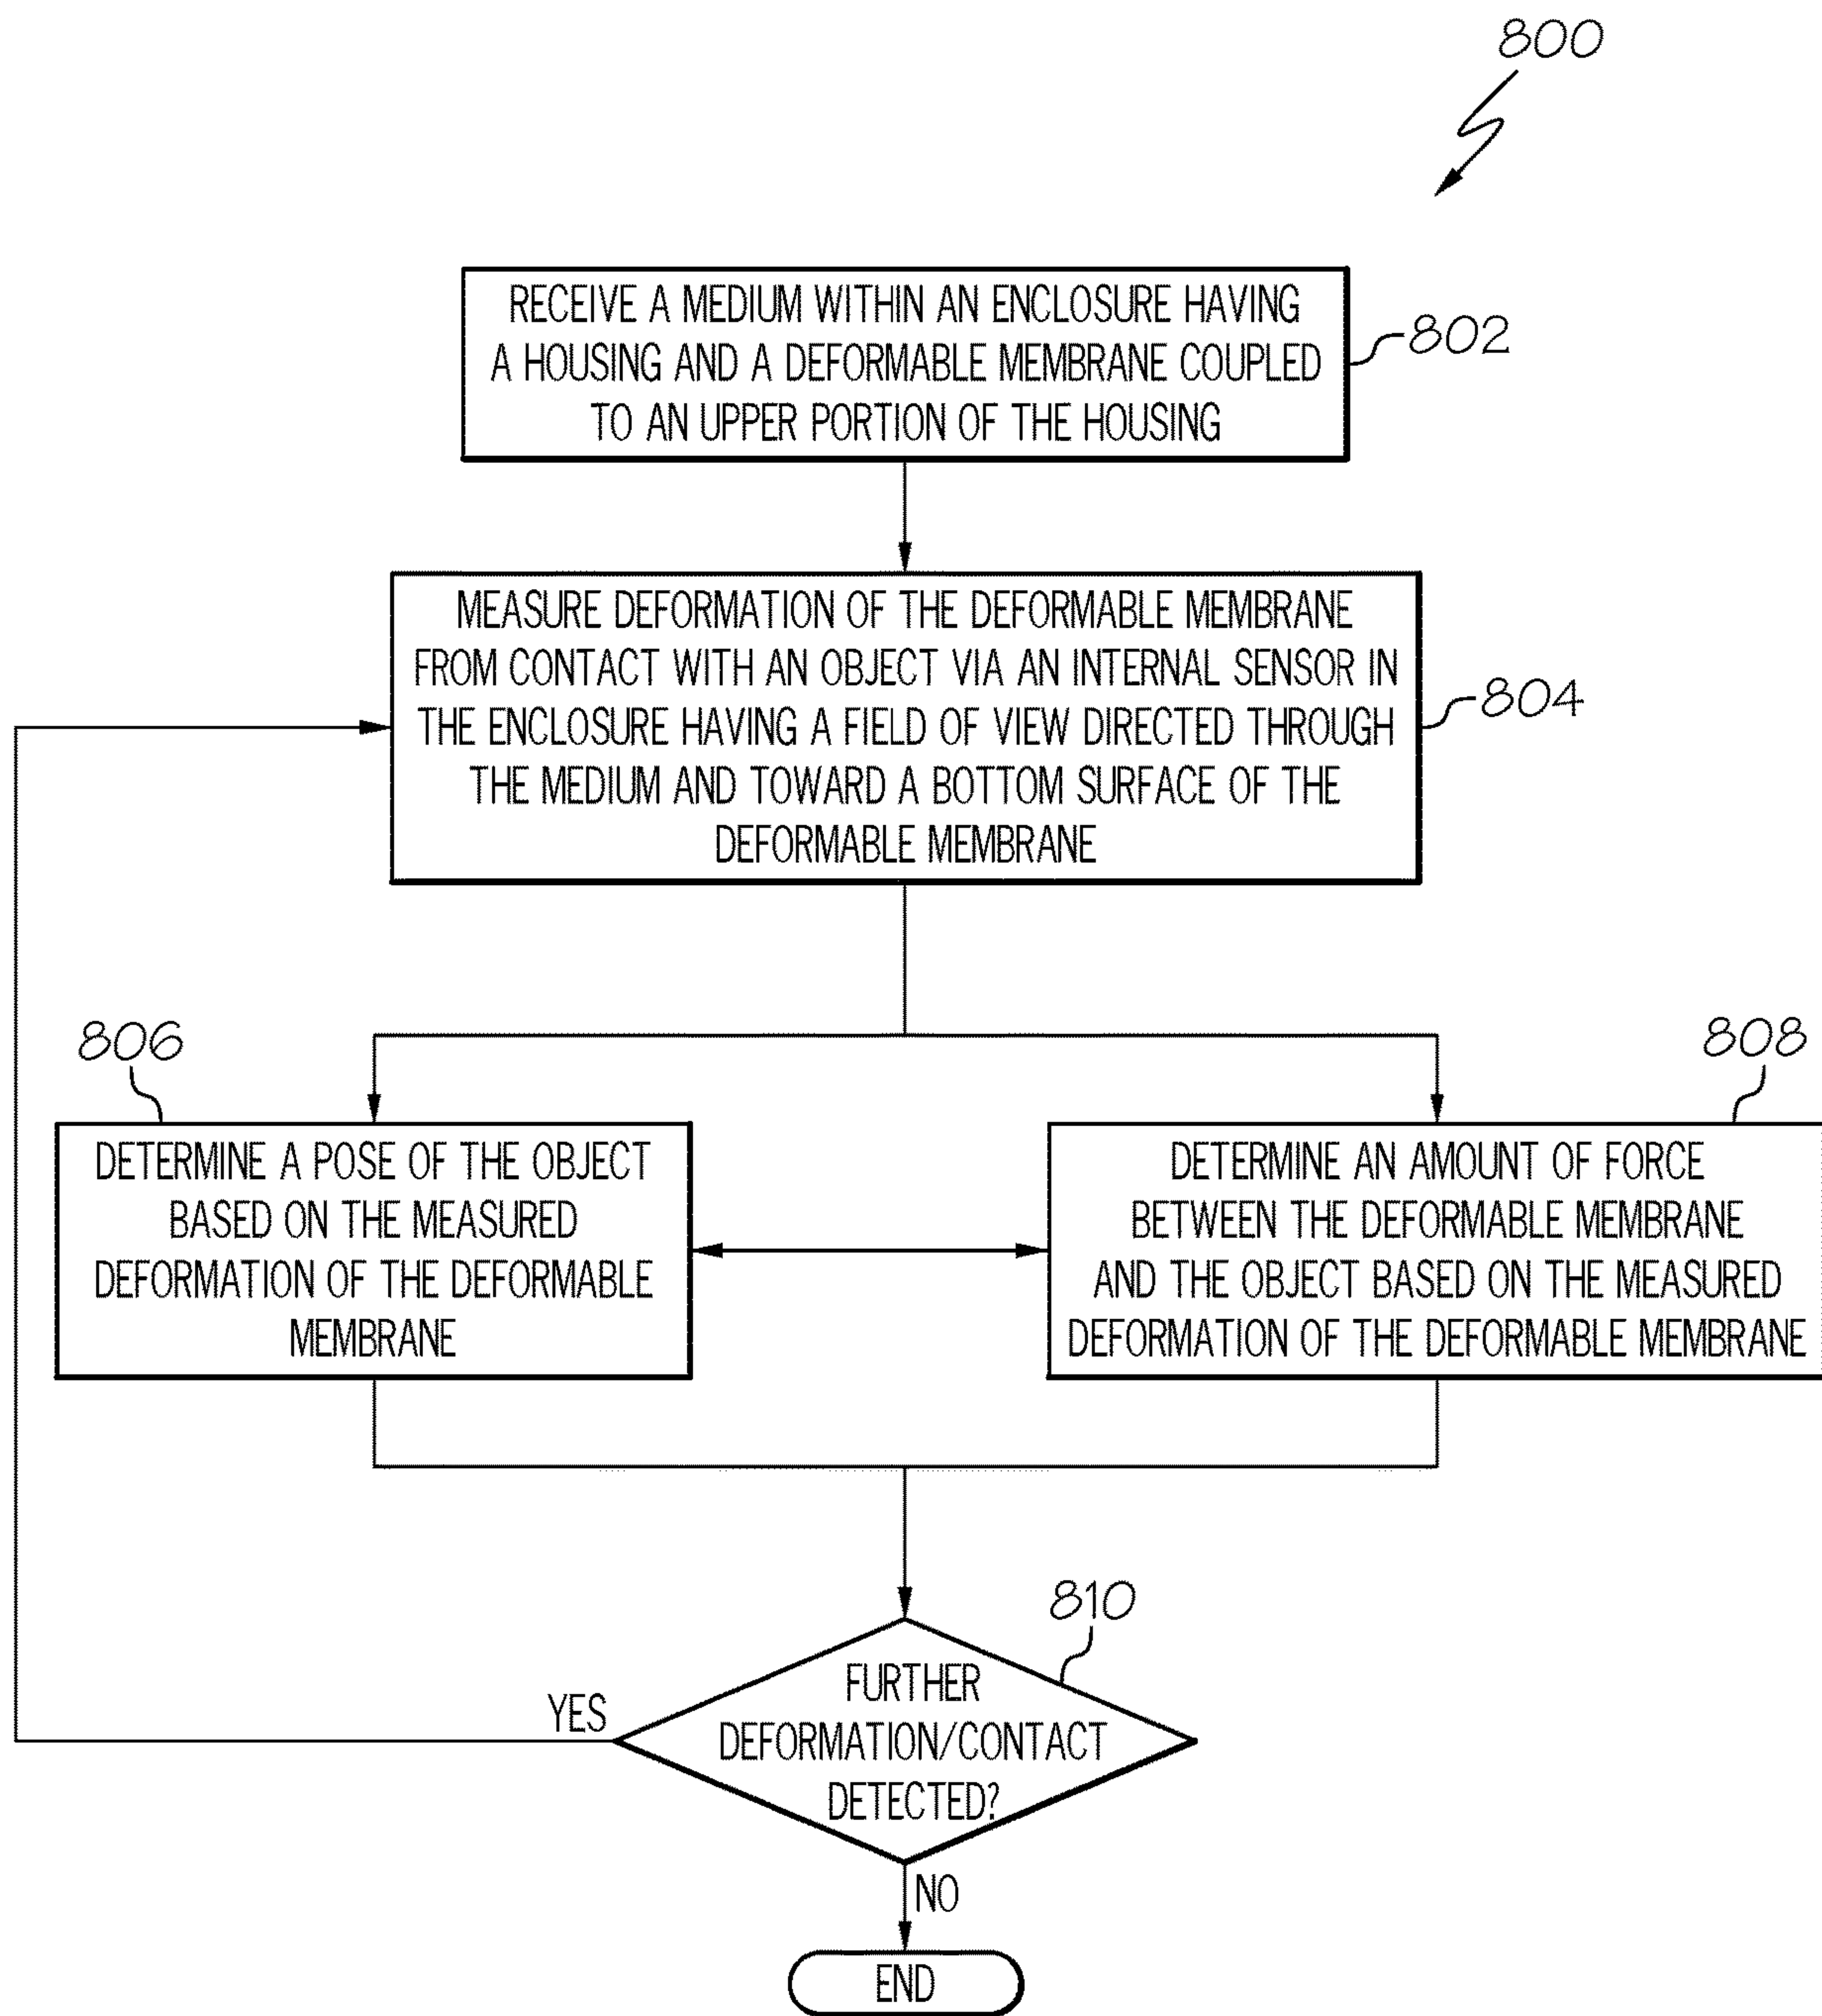 800
RECEIVE A MEDIUM WITHIN AN ENCLOSURE HAVING
A HOUSING AND A DEFORMABLE MEMBRANE COUPLED
TO AN UPPER PORTION OF THE HOUSING
802
MEASURE DEFORMATION OF THE DEFORMABLE MEMBRANE
FROM CONTACT WITH AN OBJECT VIA AN INTERNAL SENSOR IN
THE ENCLOSURE HAVING A FIELD OF VIEW DIRECTED THROUGH
THE MEDIUM AND TOWARD A BOTTOM SURFACE OF THE
DEFORMABLE MEMBRANE
804
806
DETERMINE A POSE OF THE OBJECT
BASED ON THE MEASURED
DEFORMATION OF THE DEFORMABLE
MEMBRANE
808
DETERMINE AN AMOUNT OF FORCE
BETWEEN THE DEFORMABLE MEMBRANE
AND THE OBJECT BASED ON THE MEASURED
DEFORMATION OF THE DEFORMABLE MEMBRANE
810
FURTHER
DEFORMATION/CONTACT
DETECTED?
YES
NO
END